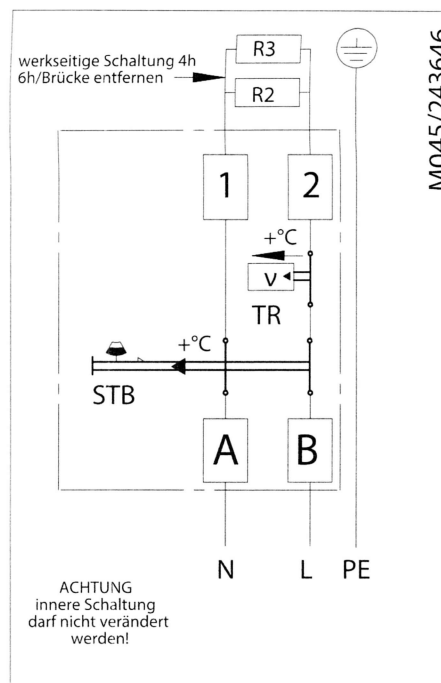 R3
werkseitige Schaltung 4h
6h/Brücke entfernen
R2
M045/243646
1
2
+°C
v
TR
+°C
STB
A
B
N
L
PE
ACHTUNG
innere Schaltung
darf nicht verändert
werden!